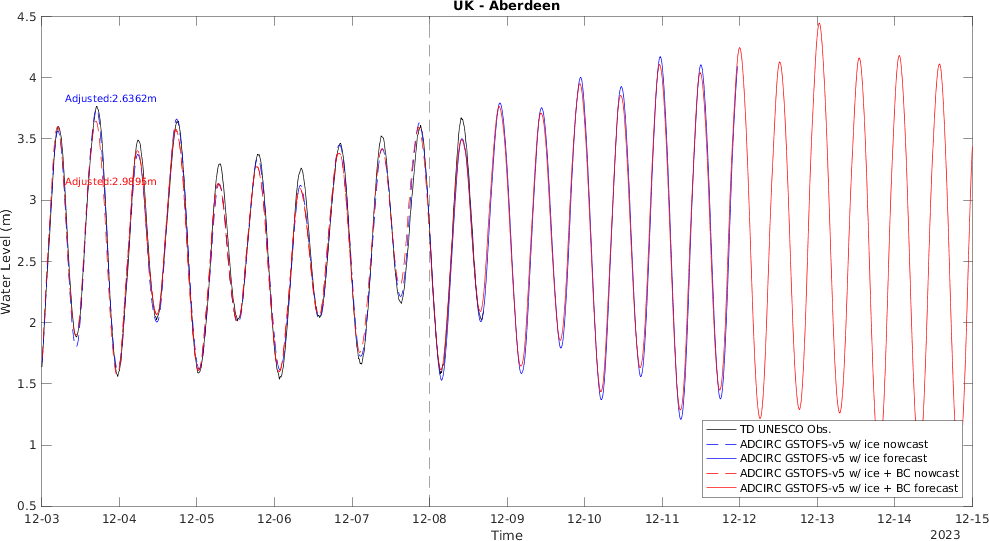 UK - Aberdeen
4.5
4
3.5
3
2.5
2
1.5
1
0.5
Water Level (m)
Adjusted:2.6362m
Adjusted:2.9895m
TD UNESCO Obs.
ADCIRC GSTOFS-v5 w/ ice nowcast
ADCIRC GSTOFS-v5 w/ ice forecast
ADCIRC GSTOFS-v5 w/ ice + BC nowcast
ADCIRC GSTOFS-v5 w/ ice + BC forecast
12-03 12-04 12-05 12-06 12-07 12-08 12-09 12-10 12-11 12-12 12-13 12-14 12-15
Time
2023